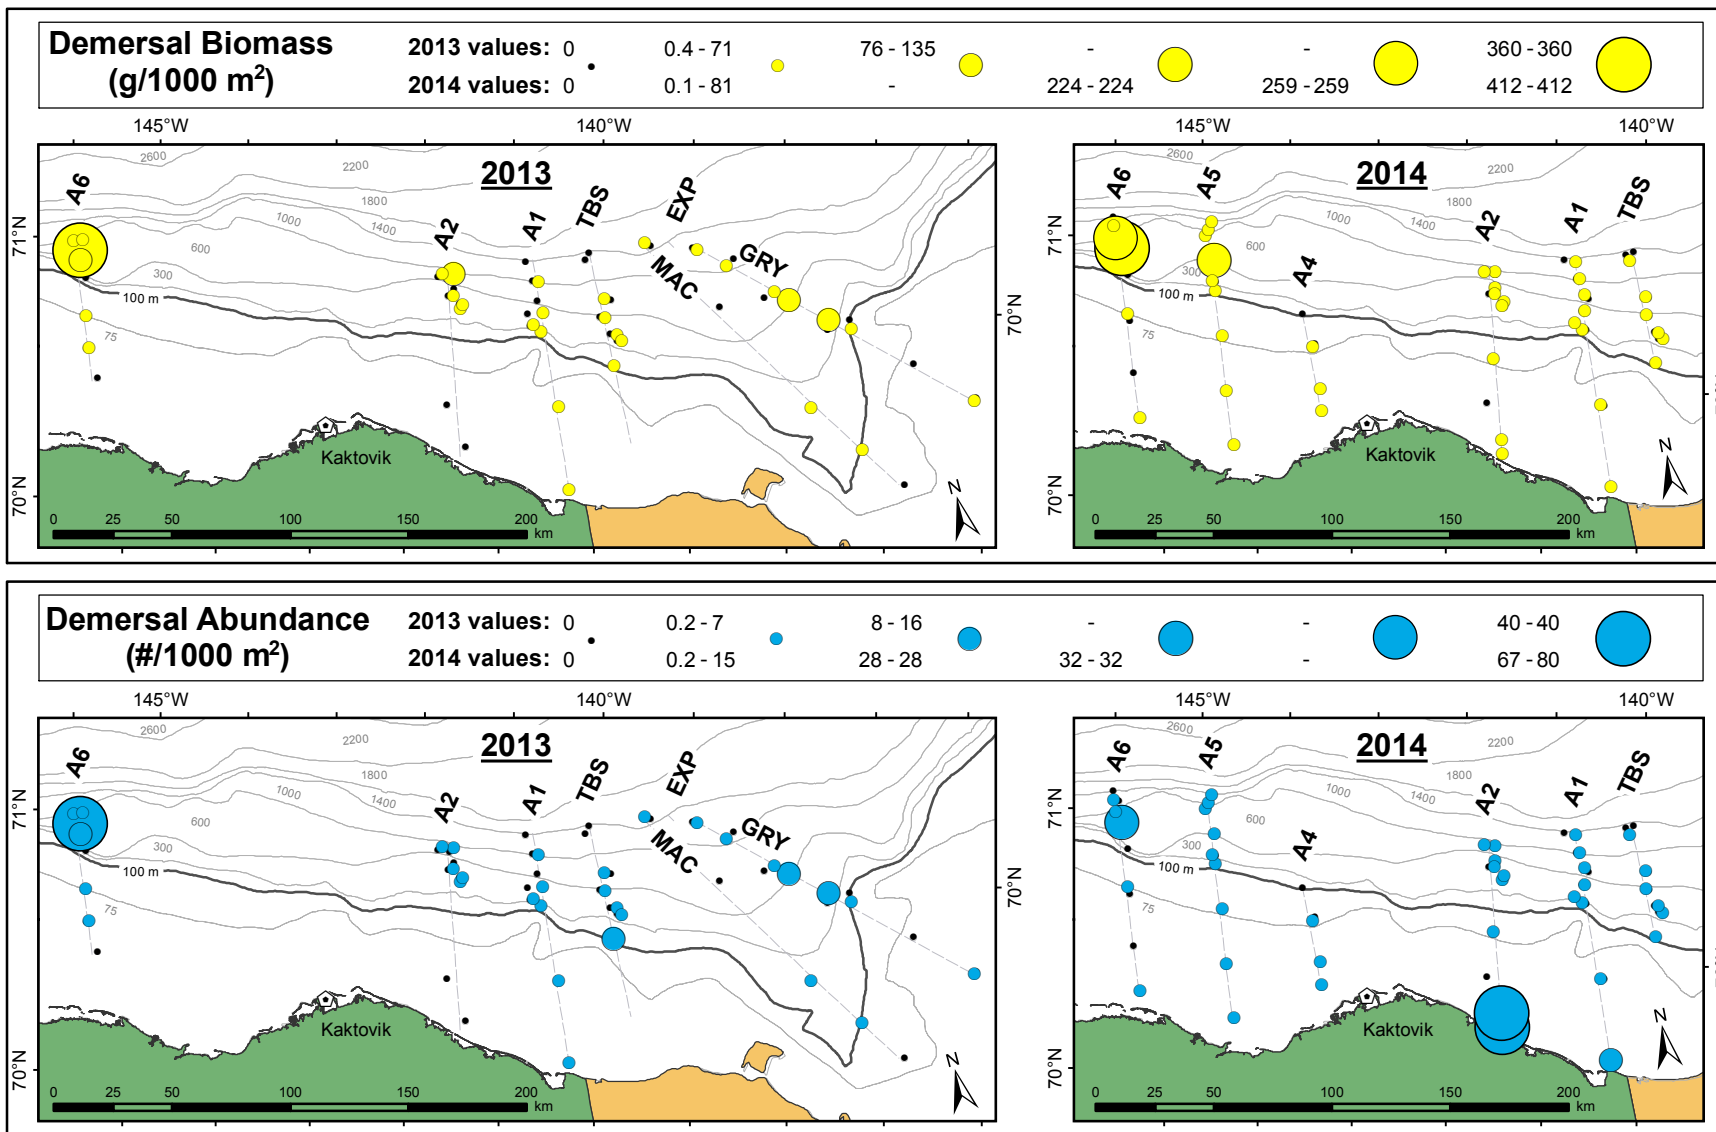 Demersal Biomass
(g/1000 m²)
2013 values: 0 0.4 - 71 76 - 135 - - 360 - 360
2014 values: 0 0.1 - 81 - 224 - 224 259 - 259 412 - 412
145°W 140°W 145°W 140°W
2013
2600 2200 1800 1400 1000 600 300 100 m 75
A6 A2 A1 TBS EXP MAC GRY
71°N 70°N 70°N
Kaktovik
N
0 25 50 100 150 200 km
2014
2600 2200 1800 1400 1000 600 300 100 m 75
A6 A5 A4 A2 A1 TBS
71°N 70°N
Kaktovik
N
0 25 50 100 150 200 km
Demersal Abundance
(#/1000 m²)
2013 values: 0 0.2 - 7 8 - 16 - - 40 - 40
2014 values: 0 0.2 - 15 28 - 28 32 - 32 - 67 - 80
145°W 140°W 145°W 140°W
2013
2600 2200 1800 1400 1000 600 300 100 m 75
A6 A2 A1 TBS EXP MAC GRY
71°N 70°N 70°N
Kaktovik
N
0 25 50 100 150 200 km
2014
2600 2200 1800 1400 1000 600 300 100 m 75
A6 A5 A4 A2 A1 TBS
71°N 70°N
Kaktovik
N
0 25 50 100 150 200 km